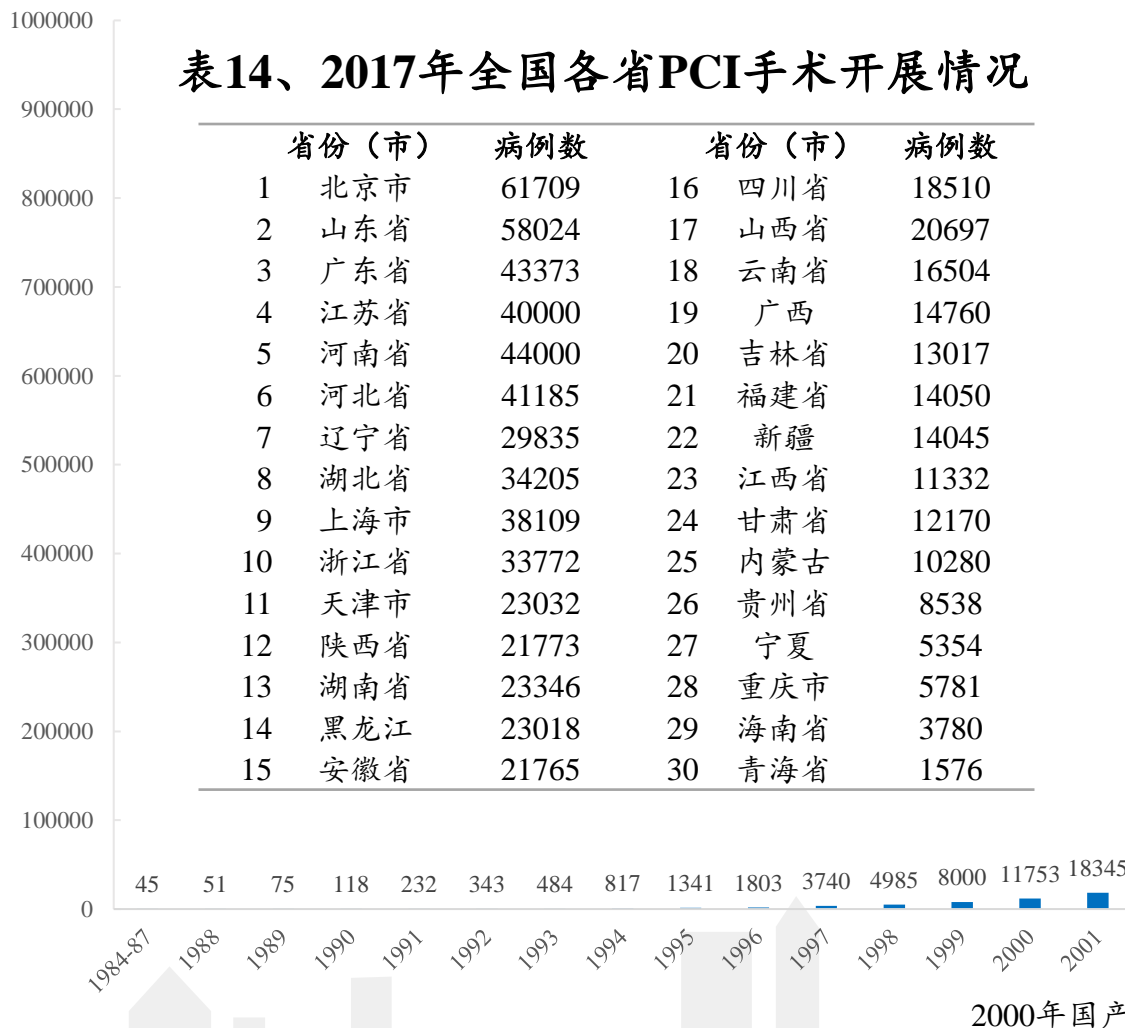 1000000
表14、2017年全国各省PCI手术开展情况
900000
省份（市） 病例数 省份（市） 病例数
1 北京市 61709 16 四川省 18510
800000
2 山东省 58024 17 山西省 20697
3 广东省 43373 18 云南省 16504
700000
4 江苏省 40000 19 广西 14760
5 河南省 44000 20 吉林省 13017
600000
6 河北省 41185 21 福建省 14050
7 辽宁省 29835 22 新疆 14045
500000
8 湖北省 34205 23 江西省 11332
9 上海市 38109 24 甘肃省 12170
400000
10 浙江省 33772 25 内蒙古 10280
11 天津市 23032 26 贵州省 8538
300000
12 陕西省 21773 27 宁夏 5354
13 湖南省 23346 28 重庆市 5781
200000
14 黑龙江 23018 29 海南省 3780
15 安徽省 21765 30 青海省 1576
100000
45 51 75 118 232 343 484 817 1341 1803 3740 4985 8000 11753 18345
0
1984-87 1988 1989 1990 1991 1992 1993 1994 1995 1996 1997 1998 1999 2000 2001
2000年国产